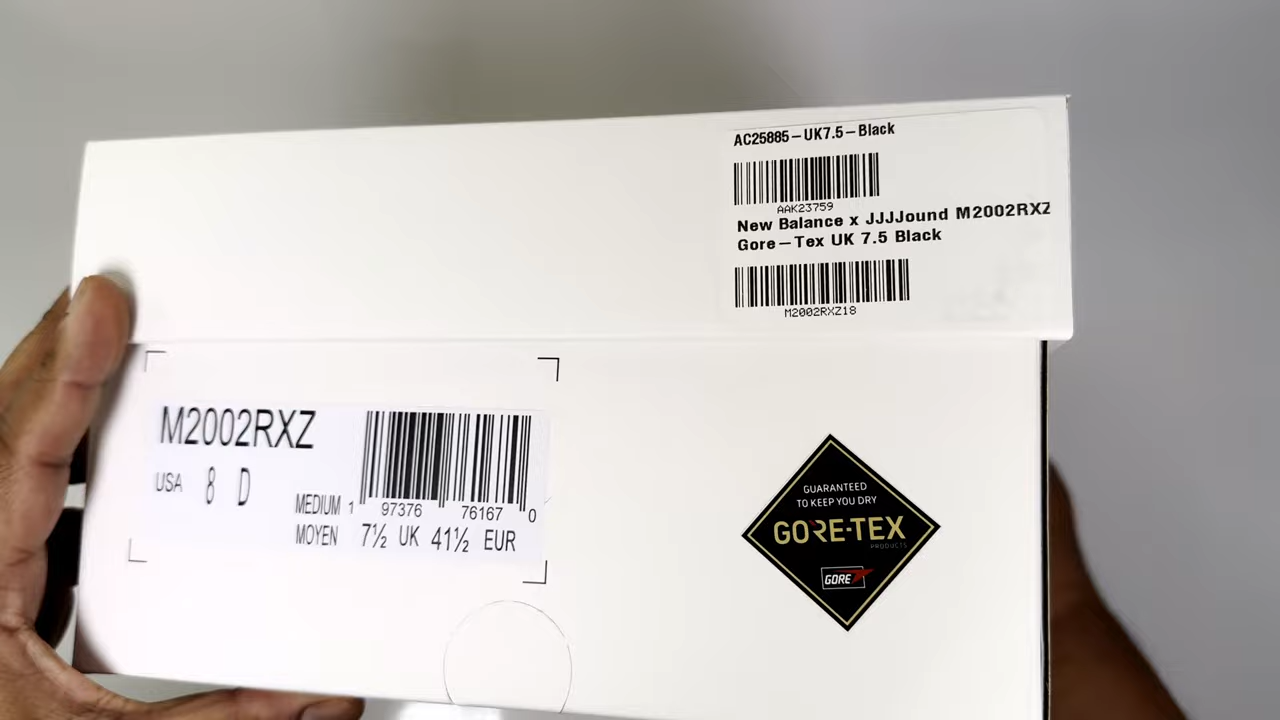 AC25885-UK7.5-Black
AAK23759
New Balance x JJJJound M2002RXZ
Gore-Tex UK 7.5 Black
M2002RXZ18
M2002RXZ
USA 8 D
MEDIUM 1 97376 76167 0
MOYEN 7½ UK 41½ EUR
GUARANTEED
TO KEEP YOU DRY
GORE-TEX
PRODUCTS
GORE